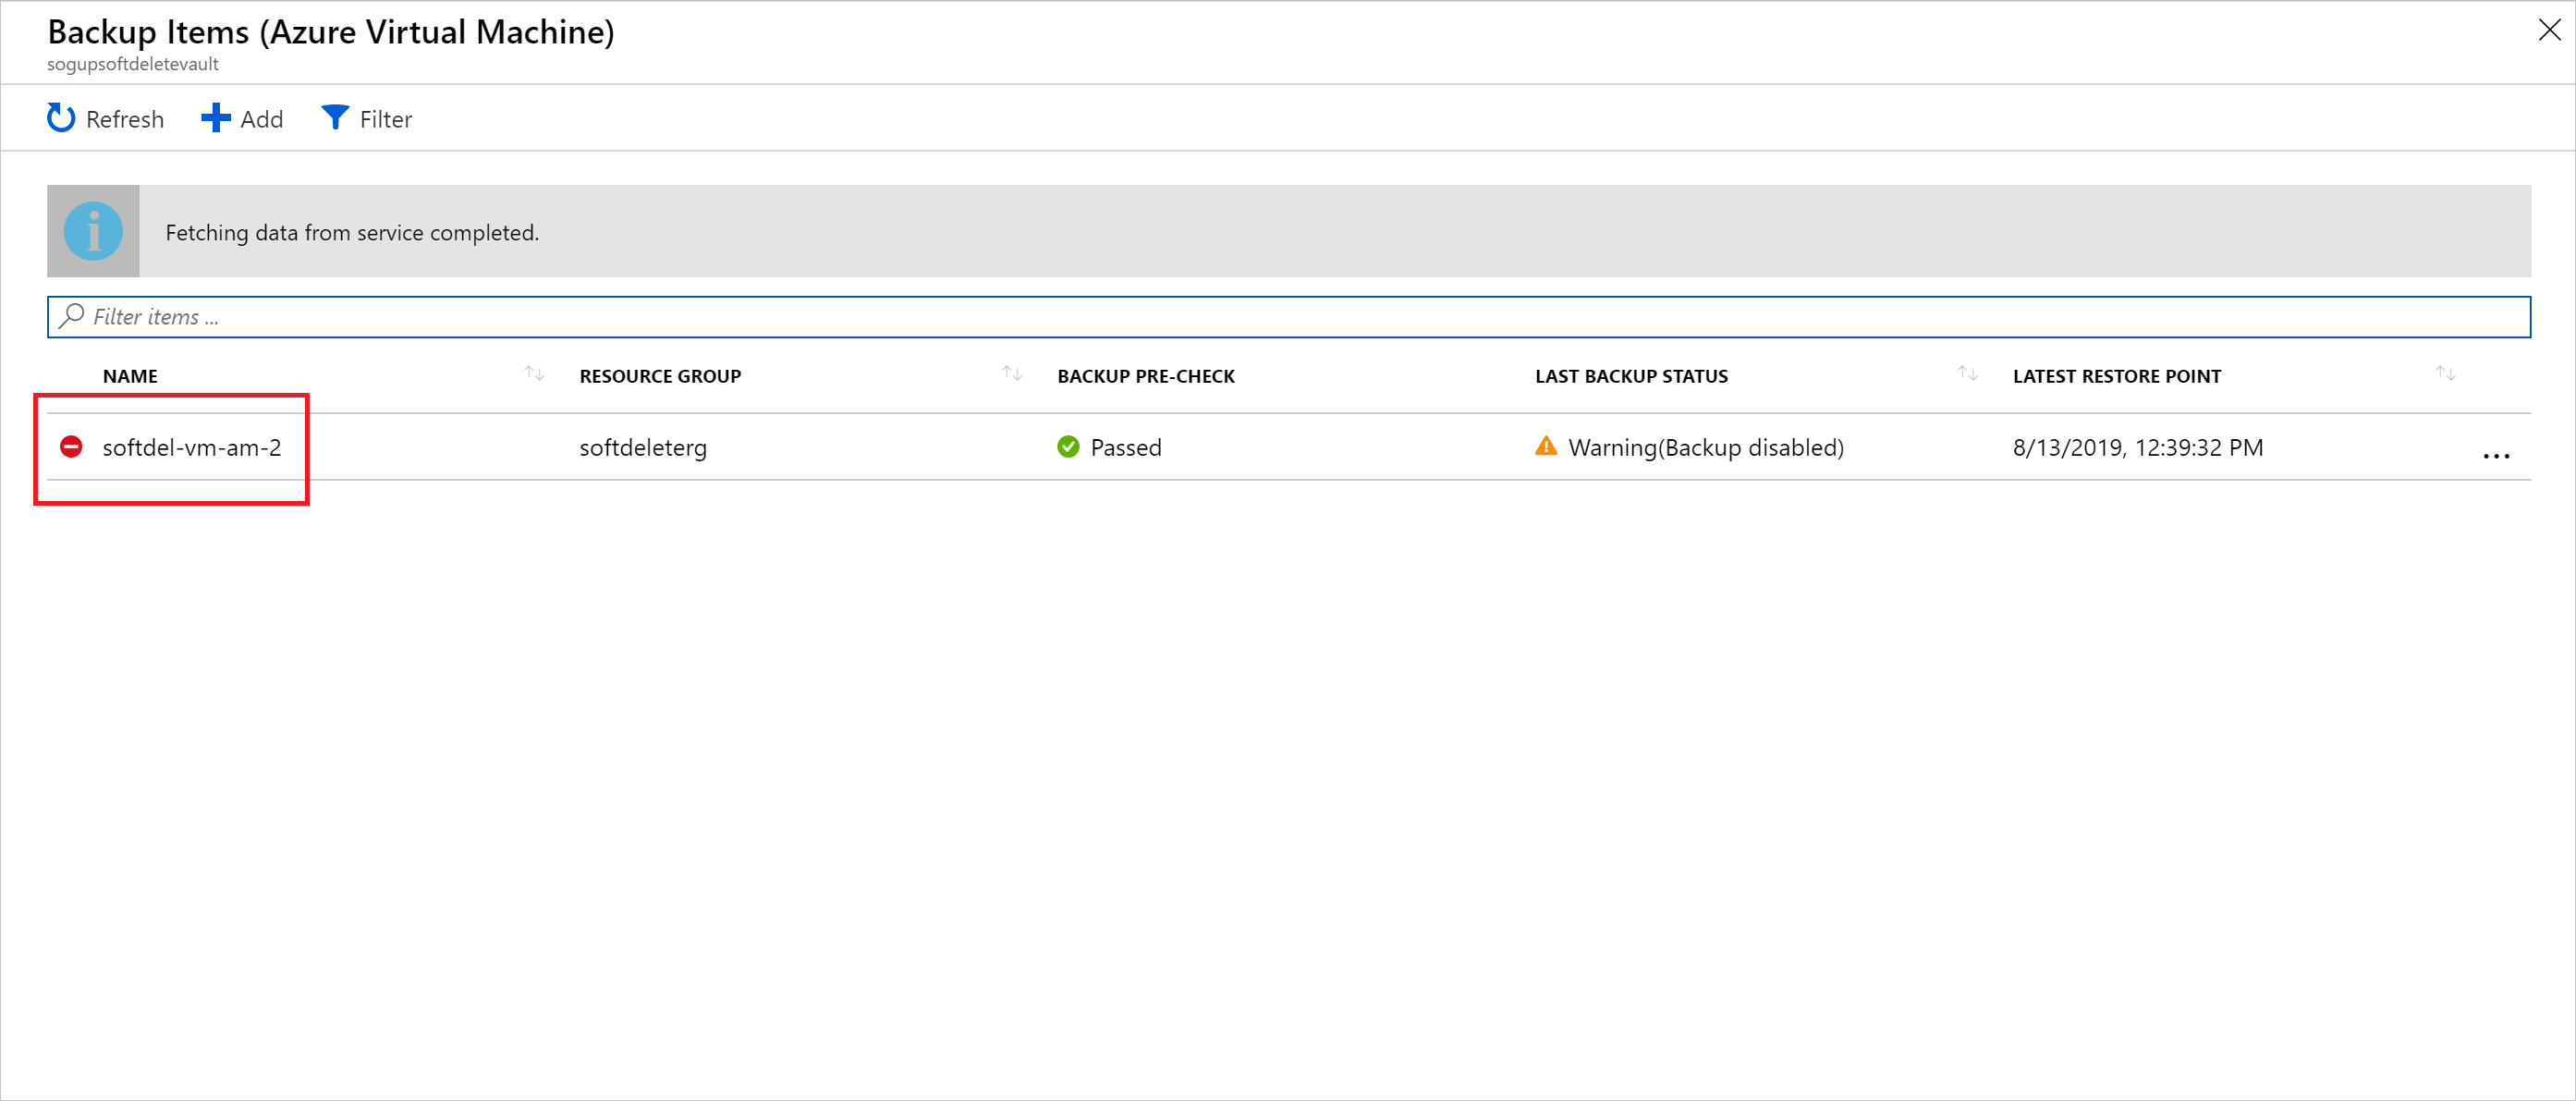 Backup Items (Azure Virtual Machine)
sogupsoftdeletevault
Refresh Add Filter
Fetching data from service completed.
Filter items ...
NAME RESOURCE GROUP BACKUP PRE-CHECK LAST BACKUP STATUS LATEST RESTORE POINT
softdel-vm-am-2 softdeleterg Passed Warning(Backup disabled) 8/13/2019, 12:39:32 PM ...